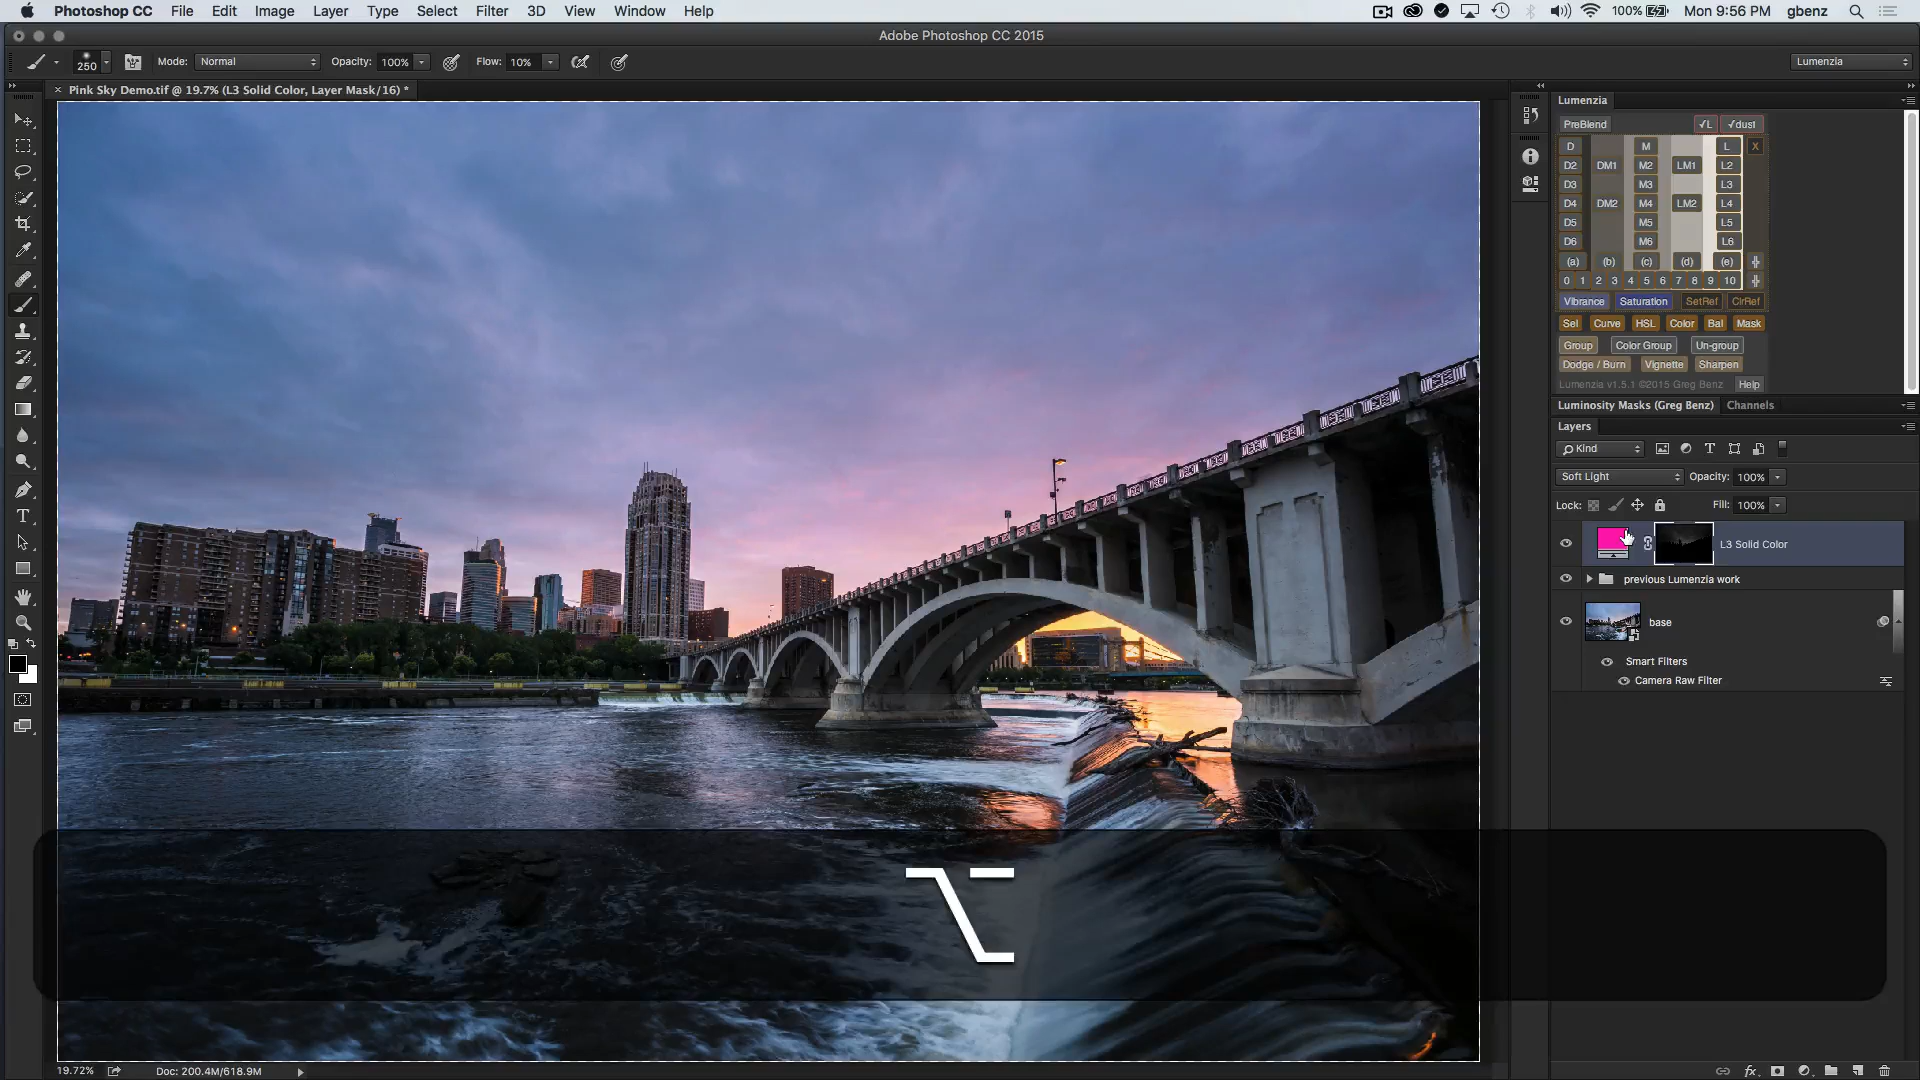 Photoshop CC File Edit Image Layer Type Select Filter 3D View Window Help 100% Mon 9:56 PM gbenz
Adobe Photoshop CC 2015
250 Mode: Normal Opacity: 100% Flow: 10% Lumenzia
× Pink Sky Demo.tif @ 19.7% (L3 Solid Color, Layer Mask/16) *
Lumenzia
PreBlend √L √dust
D M L X
D2 DM1 M2 LM1 L2
D3 M3 L3
D4 DM2 M4 LM2 L4
D5 M5 L5
D6 M6 L6
(a) (b) (c) (d) (e)
0 1 2 3 4 5 6 7 8 9 10
Vibrance Saturation SetRef ClrRef
Sel Curve HSL Color Bal Mask
Group Color Group Un-group
Dodge / Burn Vignette Sharpen
Lumenzia v1.5.1 ©2015 Greg Benz Help
Luminosity Masks (Greg Benz) Channels
Layers
Kind
Soft Light Opacity: 100%
Lock: Fill: 100%
L3 Solid Color
previous Lumenzia work
base
Smart Filters
Camera Raw Filter
⌥
19.72% Doc: 200.4M/618.9M
fx